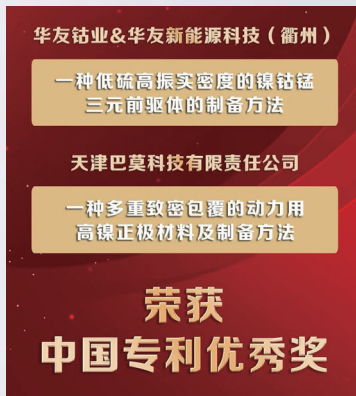 华友钴业&华友新能源科技（衢州）
一种低硫高振实密度的镍钴锰
三元前驱体的制备方法
天津巴莫科技有限责任公司
一种多重致密包覆的动力用
高镍正极材料及制备方法
荣获
中国专利优秀奖